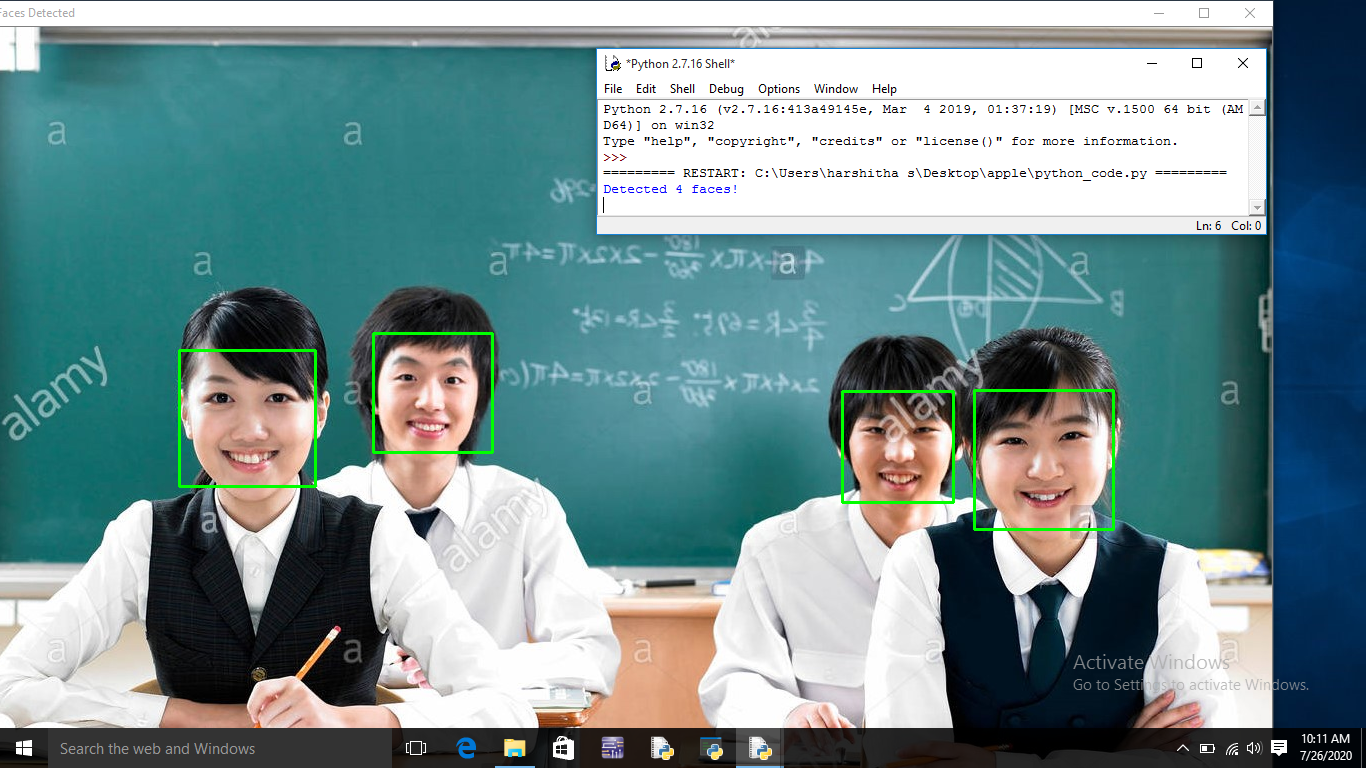 Faces Detected
*Python 2.7.16 Shell*
File Edit Shell Debug Options Window Help
Python 2.7.16 (v2.7.16:413a49145e, Mar  4 2019, 01:37:19) [MSC v.1500 64 bit (AM
D64)] on win32
Type "help", "copyright", "credits" or "license()" for more information.
>>>
========= RESTART: C:\Users\harshitha s\Desktop\apple\python_code.py =========
Detected 4 faces!
Ln: 6 Col: 0
a a
a a a a
alamy a a alamy a
a alamy a a
a a a a a
Activate Windows
Go to Settings to activate Windows.
Search the web and Windows
10:11 AM
7/26/2020